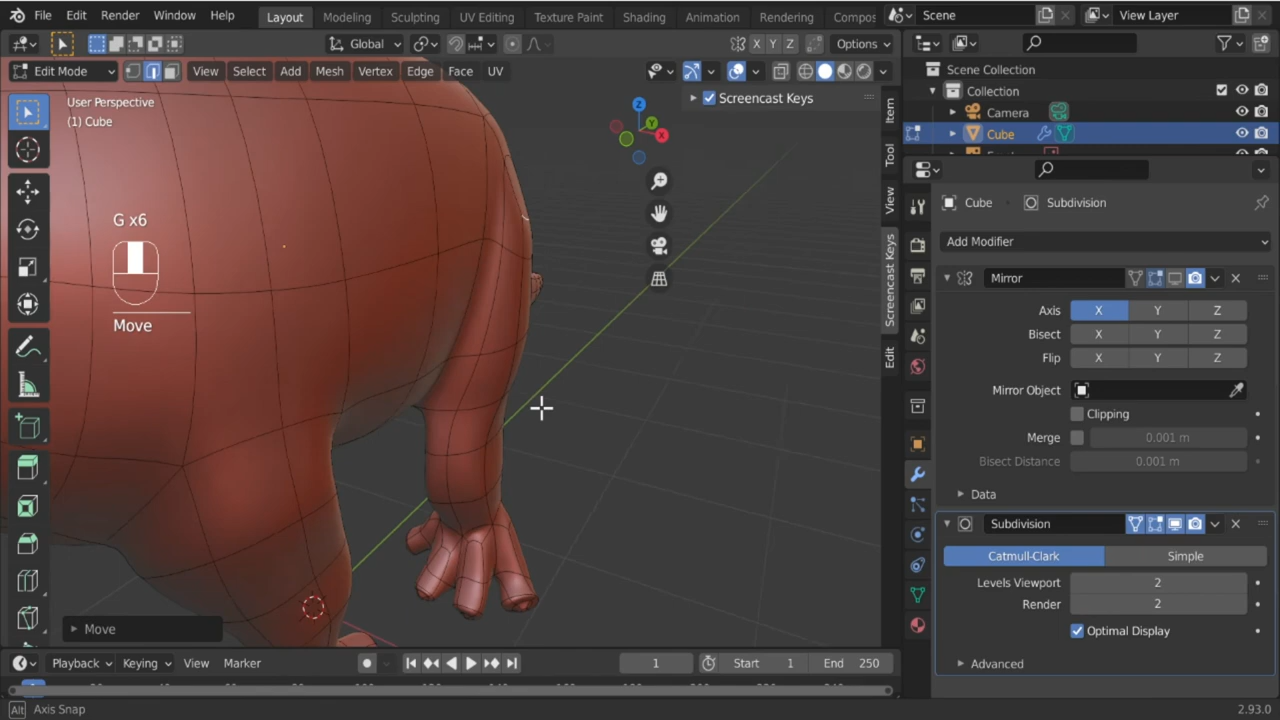 File Edit Render Window Help Layout Modeling Sculpting UV Editing Texture Paint Shading Animation Rendering Compos Scene View Layer
Global X Y Z Options
Edit Mode View Select Add Mesh Vertex Edge Face UV
User Perspective
(1) Cube
Screencast Keys
G x6
Move
Move
Z
Y
X
Item
Tool
View
Screencast Keys
Edit
Scene Collection
Collection
Camera
Cube
Cube Subdivision
Add Modifier
Mirror
Axis X Y Z
Bisect X Y Z
Flip X Y Z
Mirror Object
Clipping
Merge 0.001 m
Bisect Distance 0.001 m
Data
Subdivision
Catmull-Clark Simple
Levels Viewport 2
Render 2
Optimal Display
Advanced
Playback Keying View Marker 1 Start 1 End 250
Alt Axis Snap 2.93.0